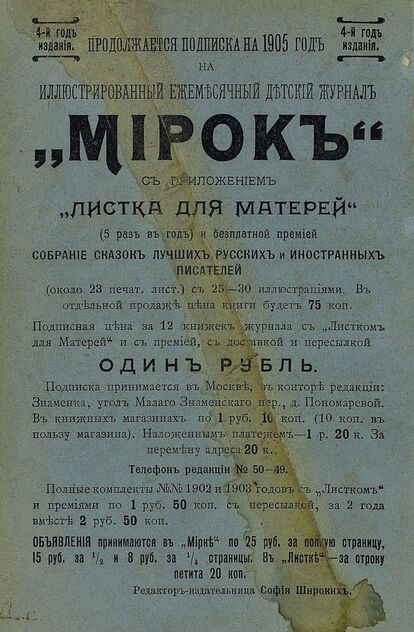 4-й годъ
изданія.
4-й годъ
изданія.
ПРОДОЛЖАЕТСЯ ПОДПИСКА НА 1905 ГОДЪ
НА
ИЛЛЮСТРИРОВАННЫЙ ЕЖЕМѢСЯЧНЫЙ ДѢТСКІЙ ЖУРНАЛЪ
„МІРОКЪ“
СЪ ПРИЛОЖЕНІЕМЪ
„ЛИСТКА ДЛЯ МАТЕРЕЙ“
(5 разъ въ годъ) и безплатной преміей
СОБРАНІЕ СКАЗОКЪ ЛУЧШИХЪ РУССКИХЪ и ИНОСТРАННЫХЪ
ПИСАТЕЛЕЙ
(около 23 печат. лист.) съ 25—30 иллюстраціями. Въ
отдѣльной продажѣ цѣна книги будетъ 75 коп.
Подписная цѣна за 12 книжекъ журнала съ „Листкомъ
для Матерей“ и съ преміей, съ доставкой и пересылкой
ОДИНЪ РУБЛЬ.
Подписка принимается въ Москвѣ, въ конторѣ редакціи:
Знаменка, уголъ Малаго Знаменскаго пер., д. Пономаревой.
Въ книжныхъ магазинахъ по 1 руб. 10 коп. (10 коп. въ
пользу магазина). Наложеннымъ платежемъ—1 р. 20 к. За
перемѣну адреса 20 к.
Телефонъ редакціи № 50—49.
Полные комплекты №№ 1902 и 1903 годовъ съ „Листкомъ“
и преміями по 1 руб. 50 коп. съ пересылкой, за 2 года
вмѣстѣ 2 руб. 50 коп.
ОБЪЯВЛЕНІЯ принимаются въ „Міркѣ“ по 25 руб. за полную страницу,
15 руб. за 1/2 и 8 руб. за 1/4 страницы. Въ „Листкѣ“—за строку
петита 20 коп.
Редакторъ-издательница Софія Широкихъ.